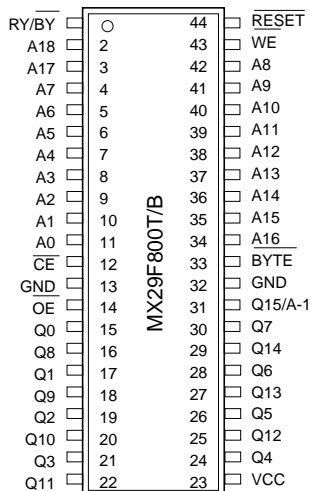 RY/BY 44 RESET
A18 2 43 WE
A17 3 42 A8
A7 4 41 A9
A6 5 40 A10
A5 6 39 A11
A4 7 38 A12
A3 8 37 A13
A2 9 36 A14
A1 10 35 A15
A0 11 34 A16
CE 12 33 BYTE
GND 13 32 GND
OE 14 31 Q15/A-1
Q0 15 30 Q7
Q8 16 29 Q14
Q1 17 28 Q6
Q9 18 27 Q13
Q2 19 26 Q5
Q10 20 25 Q12
Q3 21 24 Q4
Q11 22 23 VCC
MX29F800T/B